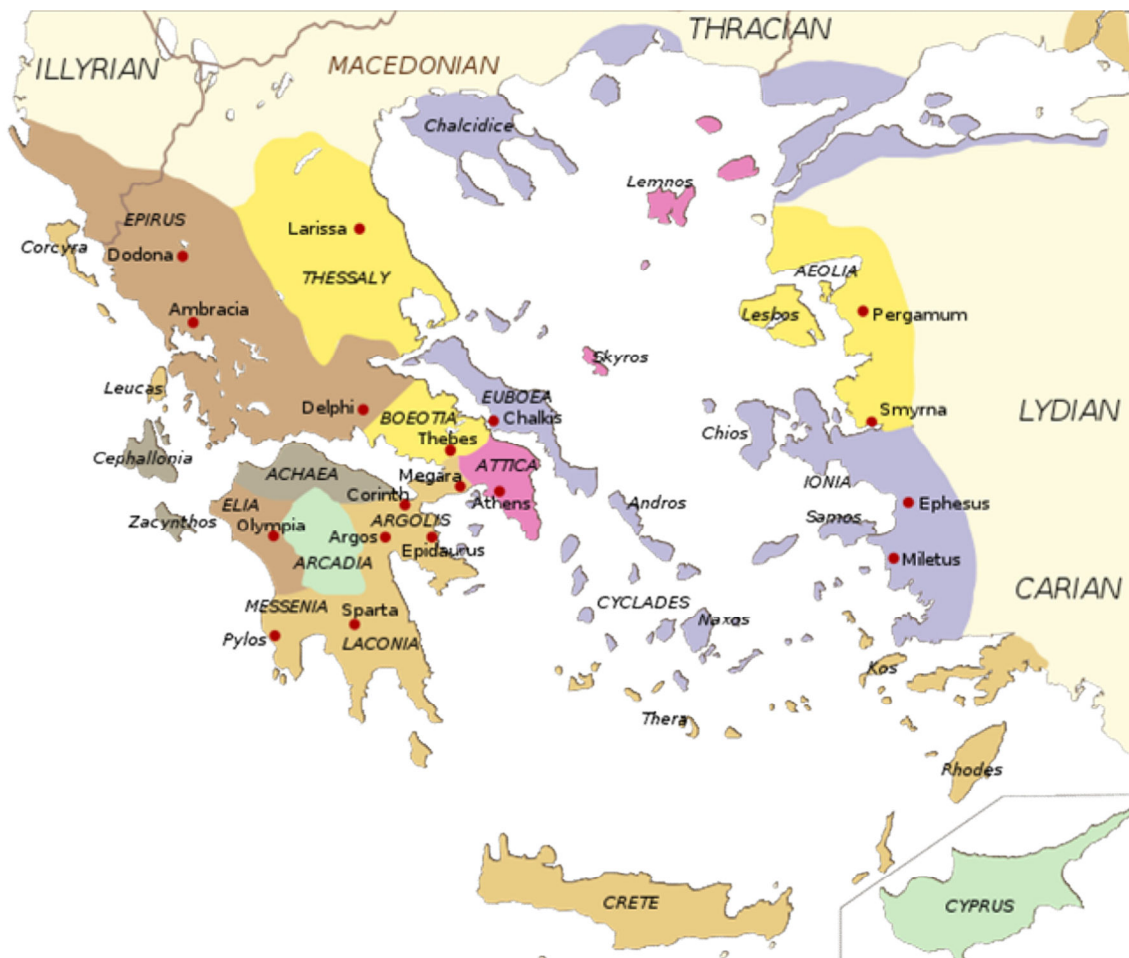 THRACIAN
ILLYRIAN
MACEDONIAN
Chalcidice
Lemnos
EPIRUS
Larissa
Corcyra
Dodona
THESSALY
AEOLIA
Ambracia
Lesbos
Pergamum
Skyros
Leucas
EUBOEA
Delphi
BOEOTIA
Chalkis
Smyrna
LYDIAN
Chios
Thebes
Cephallonia
ACHAEA
Megara
ATTICA
IONIA
Corinth
Athens
Andros
Ephesus
ELIA
Zacynthos
Olympia
ARGOLIS
Samos
Argos
Epidaurus
ARCADIA
Miletus
CARIAN
MESSENIA
Sparta
CYCLADES
Naxos
Pylos
LACONIA
Kos
Thera
Rhodes
CRETE
CYPRUS